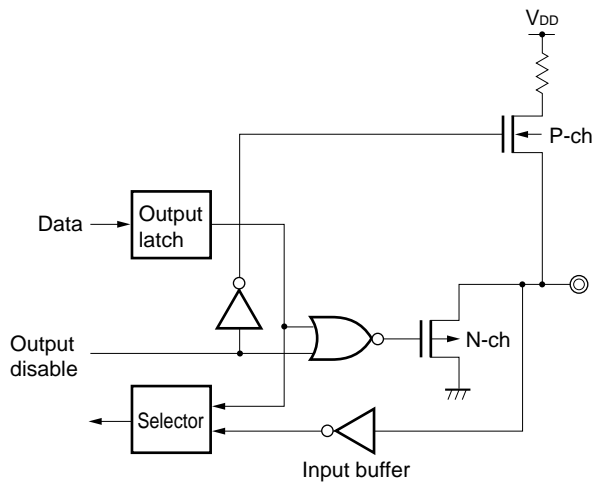 VDD
P-ch
Data
Output
latch
N-ch
Output
disable
Selector
Input buffer